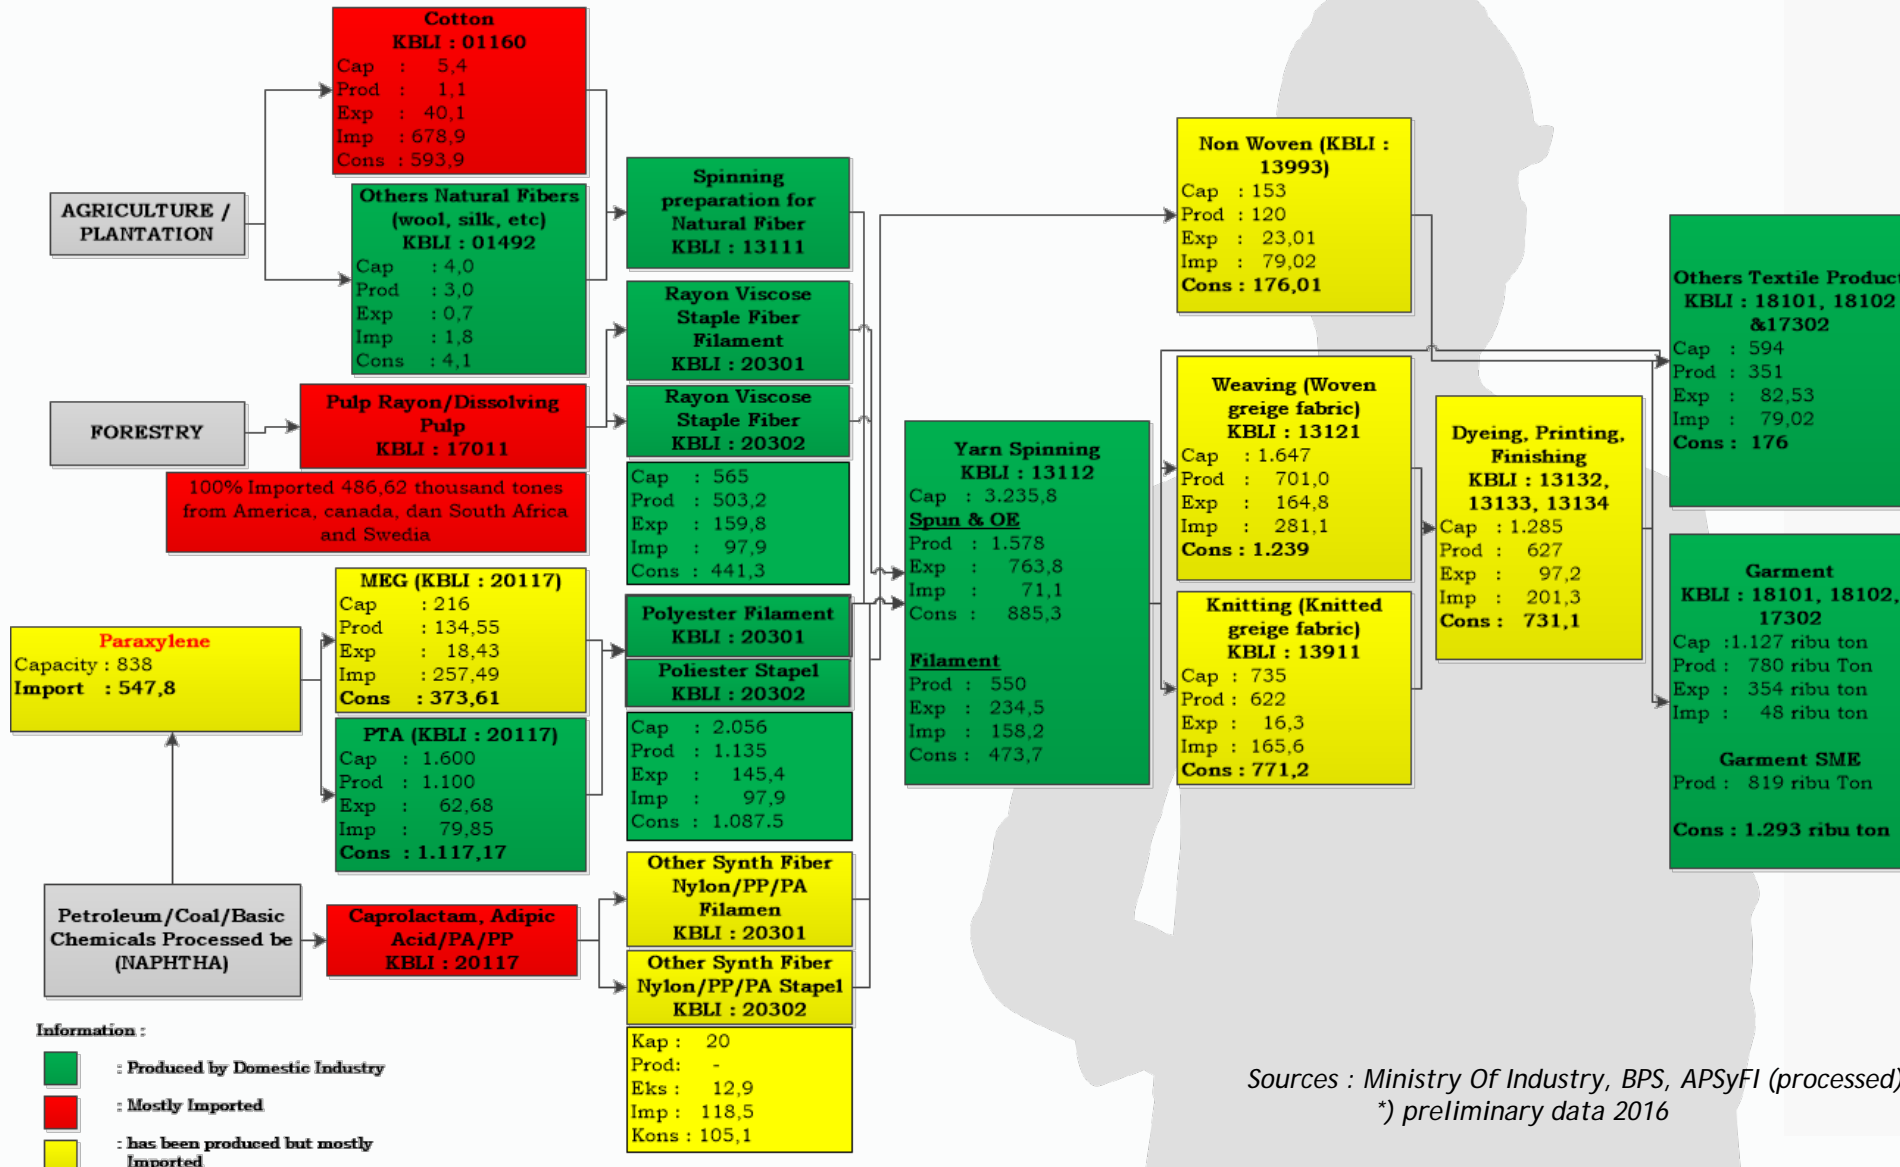 Cotton
KBLI : 01160
Cap : 5,4
Prod : 1,1
Exp : 40,1
Imp : 678,9
Cons : 593,9
AGRICULTURE /
PLANTATION
Others Natural Fibers
(wool, silk, etc)
KBLI : 01492
Cap : 4,0
Prod : 3,0
Exp : 0,7
Imp : 1,8
Cons : 4,1
FORESTRY
Pulp Rayon/Dissolving
Pulp
KBLI : 17011
100% Imported 486,62 thousand tones
from America, canada, dan South Africa
and Swedia
Paraxylene
Capacity : 838
Import : 547,8
MEG (KBLI : 20117)
Cap : 216
Prod : 134,55
Exp : 18,43
Imp : 257,49
Cons : 373,61
PTA (KBLI : 20117)
Cap : 1.600
Prod : 1.100
Exp : 62,68
Imp : 79,85
Cons : 1.117,17
Petroleum/Coal/Basic
Chemicals Processed be
(NAPHTHA)
Caprolactam, Adipic
Acid/PA/PP
KBLI : 20117
Spinning
preparation for
Natural Fiber
KBLI : 13111
Rayon Viscose
Staple Fiber
Filament
KBLI : 20301
Rayon Viscose
Staple Fiber
KBLI : 20302
Cap : 565
Prod : 503,2
Exp : 159,8
Imp : 97,9
Cons : 441,3
Polyester Filament
KBLI : 20301
Poliester Stapel
KBLI : 20302
Cap : 2.056
Prod : 1.135
Exp : 145,4
Imp : 97,9
Cons : 1.087.5
Other Synth Fiber
Nylon/PP/PA
Filamen
KBLI : 20301
Other Synth Fiber
Nylon/PP/PA Stapel
KBLI : 20302
Kap : 20
Prod: -
Eks : 12,9
Imp : 118,5
Kons : 105,1
Yarn Spinning
KBLI : 13112
Cap : 3.235,8
Spun & OE
Prod : 1.578
Exp : 763,8
Imp : 71,1
Cons : 885,3
Filament
Prod : 550
Exp : 234,5
Imp : 158,2
Cons : 473,7
Non Woven (KBLI :
13993)
Cap : 153
Prod : 120
Exp : 23,01
Imp : 79,02
Cons : 176,01
Weaving (Woven
greige fabric)
KBLI : 13121
Cap : 1.647
Prod : 701,0
Exp : 164,8
Imp : 281,1
Cons : 1.239
Knitting (Knitted
greige fabric)
KBLI : 13911
Cap : 735
Prod : 622
Exp : 16,3
Imp : 165,6
Cons : 771,2
Dyeing, Printing,
Finishing
KBLI : 13132,
13133, 13134
Cap : 1.285
Prod : 627
Exp : 97,2
Imp : 201,3
Cons : 731,1
Others Textile Product
KBLI : 18101, 18102
&17302
Cap : 594
Prod : 351
Exp : 82,53
Imp : 79,02
Cons : 176
Garment
KBLI : 18101, 18102,
17302
Cap :1.127 ribu ton
Prod : 780 ribu Ton
Exp : 354 ribu ton
Imp : 48 ribu ton
Garment SME
Prod : 819 ribu Ton
Cons : 1.293 ribu ton
Information :
: Produced by Domestic Industry
: Mostly Imported
: has been produced but mostly
Imported
Sources : Ministry Of Industry, BPS, APSyFI (processed)
*) preliminary data 2016